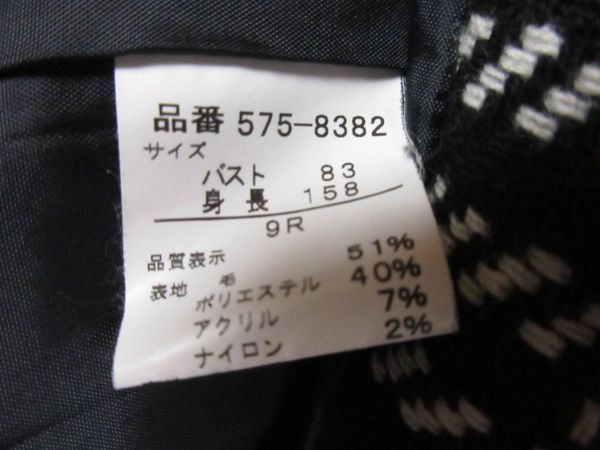 品番 575-8382
サイズ
バスト 83
身長 158
9R
品質表示
表地 毛 51%
ポリエステル 40%
アクリル 7%
ナイロン 2%